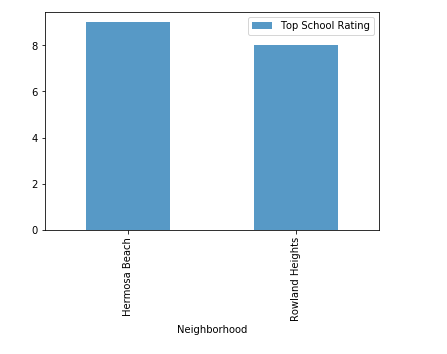 Top School Rating
8
6
4
2
0
Hermosa Beach
Rowland Heights
Neighborhood